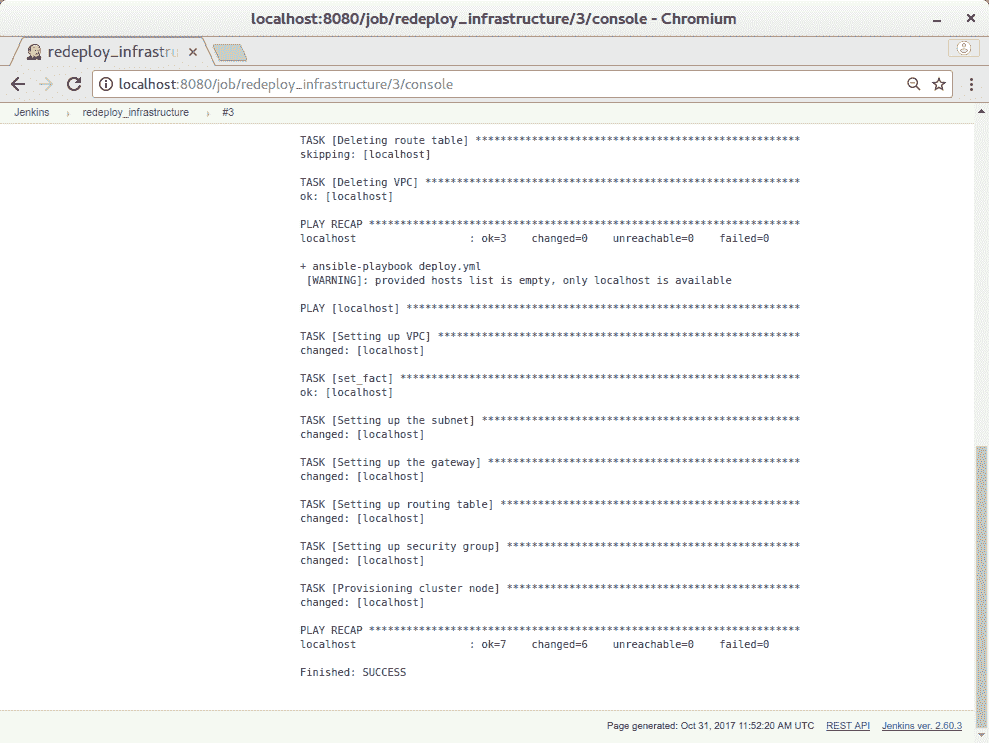 localhost:8080/job/redeploy_infrastructure/3/console - Chromium
redeploy_infrastru
localhost:8080/job/redeploy_infrastructure/3/console
Jenkins › redeploy_infrastructure › #3
TASK [Deleting route table] ****************************************************
skipping: [localhost]
TASK [Deleting VPC] ************************************************************
ok: [localhost]
PLAY RECAP *********************************************************************
localhost                  : ok=3    changed=0    unreachable=0    failed=0
+ ansible-playbook deploy.yml
 [WARNING]: provided hosts list is empty, only localhost is available
PLAY [localhost] ***************************************************************
TASK [Setting up VPC] **********************************************************
changed: [localhost]
TASK [set_fact] ****************************************************************
ok: [localhost]
TASK [Setting up the subnet] ***************************************************
changed: [localhost]
TASK [Setting up the gateway] **************************************************
changed: [localhost]
TASK [Setting up routing table] ************************************************
changed: [localhost]
TASK [Setting up security group] ***********************************************
changed: [localhost]
TASK [Provisioning cluster node] ***********************************************
changed: [localhost]
PLAY RECAP *********************************************************************
localhost                  : ok=7    changed=6    unreachable=0    failed=0
Finished: SUCCESS
Page generated: Oct 31, 2017 11:52:20 AM UTC REST API Jenkins ver. 2.60.3